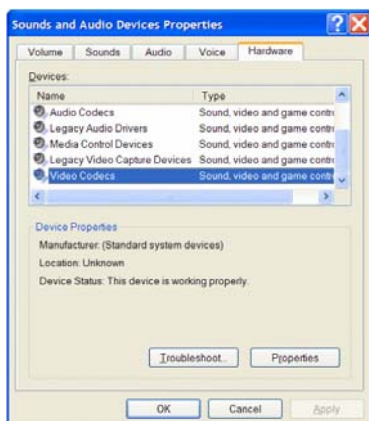 Sounds and Audio Devices Properties
Volume Sounds Audio Voice Hardware
Devices:
Name Type
Audio Codecs Sound, video and game contr
Legacy Audio Drivers Sound, video and game contr
Media Control Devices Sound, video and game contr
Legacy Video Capture Devices Sound, video and game contr
Video Codecs Sound, video and game contr
Device Properties
Manufacturer: (Standard system devices)
Location: Unknown
Device Status: This device is working properly.
Troubleshoot... Properties
OK Cancel Apply